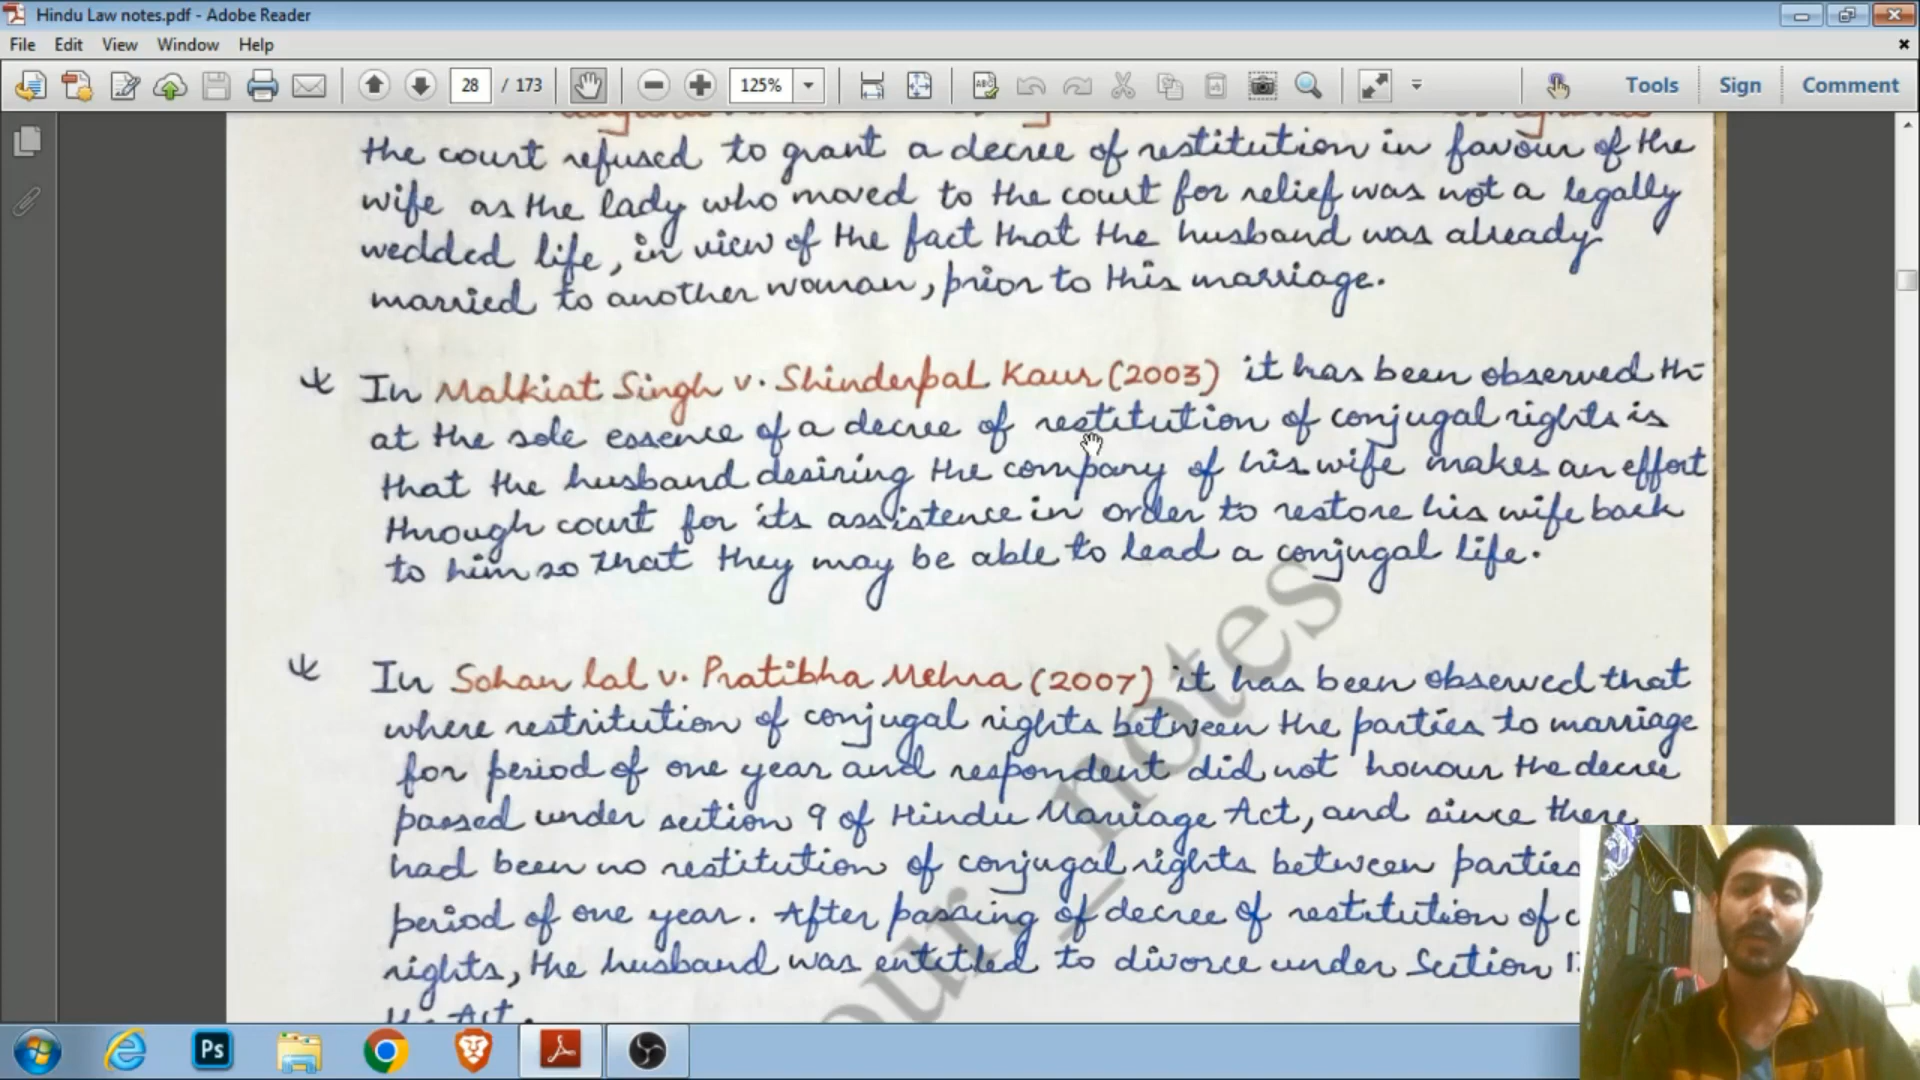 Hindu Law notes.pdf - Adobe Reader
File Edit View Window Help
28 / 173 125% Tools Sign Comment
the court refused to grant a decree of restitution in favour of the
wife as the lady who moved to the court for relief was not a legally
wedded life, in view of the fact that the husband was already
married to another woman, prior to this marriage.
In Malkiat Singh v. Shinderpal Kaur (2003) it has been observed th-
at the sole essence of a decree of restitution of conjugal rights is
that the husband desiring the company of his wife makes an effort
through court for its assistence in order to restore his wife back
to him so that they may be able to lead a conjugal life.
In Sohan lal v. Pratibha Mehra (2007) it has been observed that
where restritution of conjugal rights between the parties to marriage
for period of one year and respondent did not honour the decree
passed under section 9 of Hindu Marriage Act, and since there
had been no restitution of conjugal rights between parties
period of one year. After passing of decree of restitution of c
rights, the husband was entitled to divorce under Section 1
the Act.
our_notes
Ps